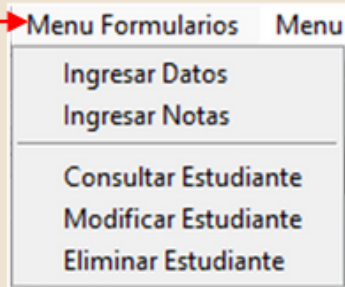 Menu Formularios Menu
Ingresar Datos
Ingresar Notas
Consultar Estudiante
Modificar Estudiante
Eliminar Estudiante